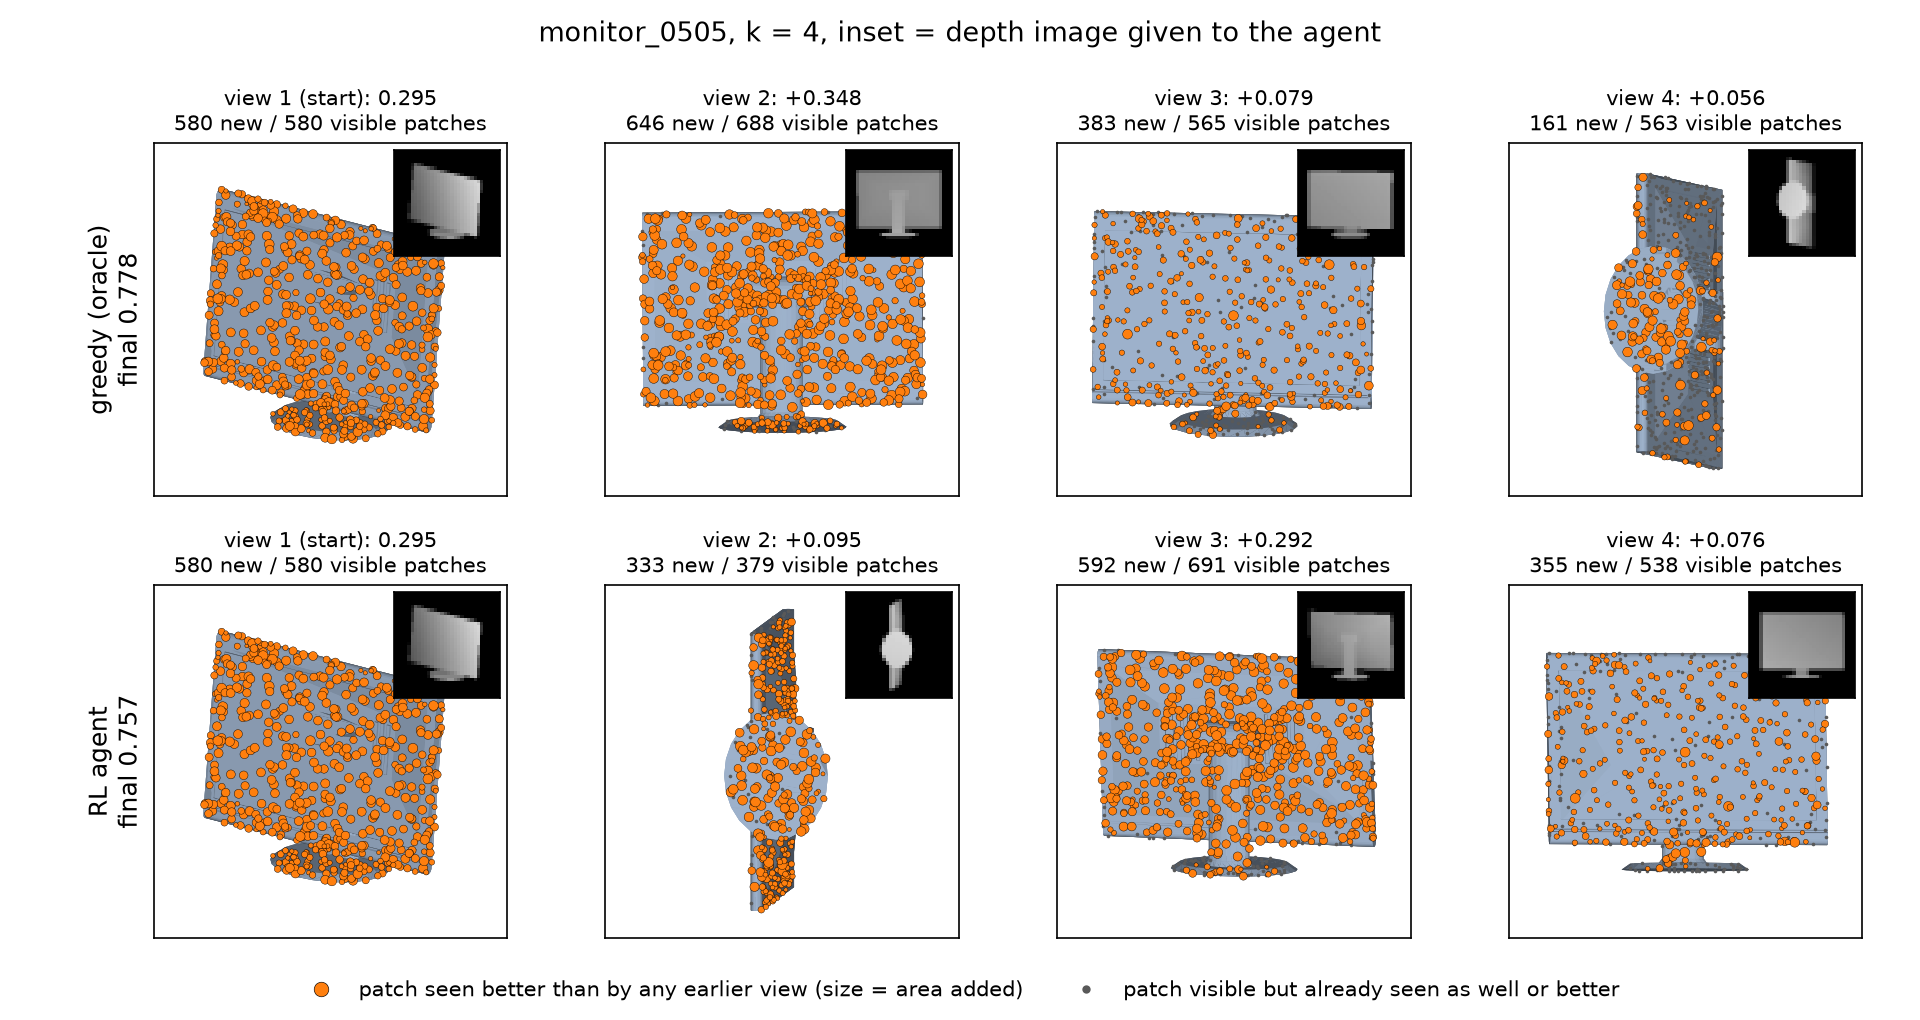 monitor_0505, k = 4, inset = depth image given to the agent
greedy (oracle)
final 0.778
view 1 (start): 0.295
580 new / 580 visible patches
view 2: +0.348
646 new / 688 visible patches
view 3: +0.079
383 new / 565 visible patches
view 4: +0.056
161 new / 563 visible patches
RL agent
final 0.757
view 1 (start): 0.295
580 new / 580 visible patches
view 2: +0.095
333 new / 379 visible patches
view 3: +0.292
592 new / 691 visible patches
view 4: +0.076
355 new / 538 visible patches
patch seen better than by any earlier view (size = area added)
patch visible but already seen as well or better